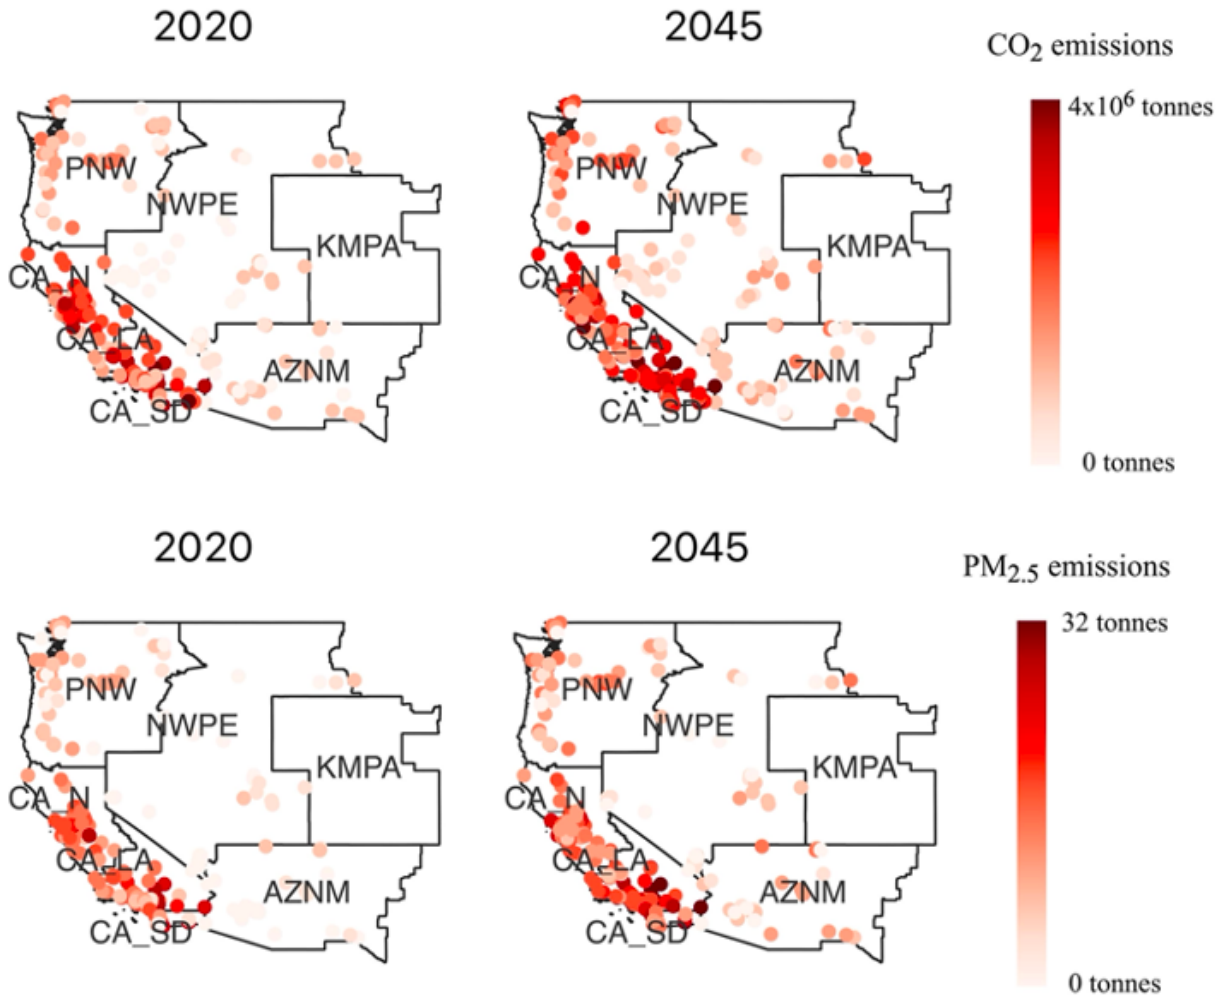 2020
2045
CO₂ emissions
4x10⁶ tonnes
PNW
NWPE
KMPA
CA_N
CA_LA
AZNM
CA_SD
PNW
NWPE
KMPA
CA_N
CA_LA
AZNM
CA_SD
0 tonnes
2020
2045
PM₂.₅ emissions
32 tonnes
PNW
NWPE
KMPA
CA_N
CA_LA
AZNM
CA_SD
PNW
NWPE
KMPA
CA_N
CA_LA
AZNM
CA_SD
0 tonnes